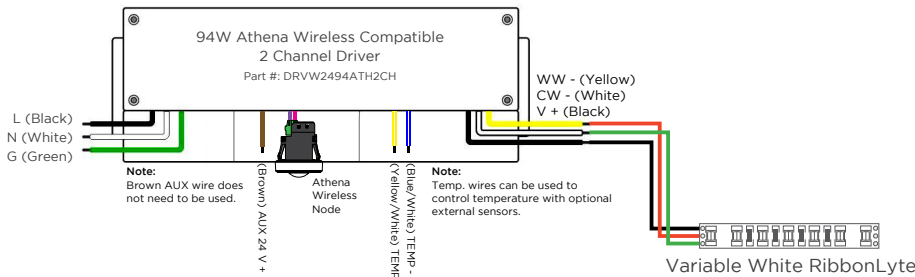 94W Athena Wireless Compatible
2 Channel Driver
Part #: DRVW2494ATH2CH
WW - (Yellow)
CW - (White)
V + (Black)
L (Black)
N (White)
G (Green)
Note:
Brown AUX wire does
not need to be used.
(Brown) AUX 24 V +
Athena
Wireless
Node
(Yellow/White) TEMP
(Blue/White) TEMP -
Note:
Temp. wires can be used to
control temperature with optional
external sensors.
Variable White RibbonLyte